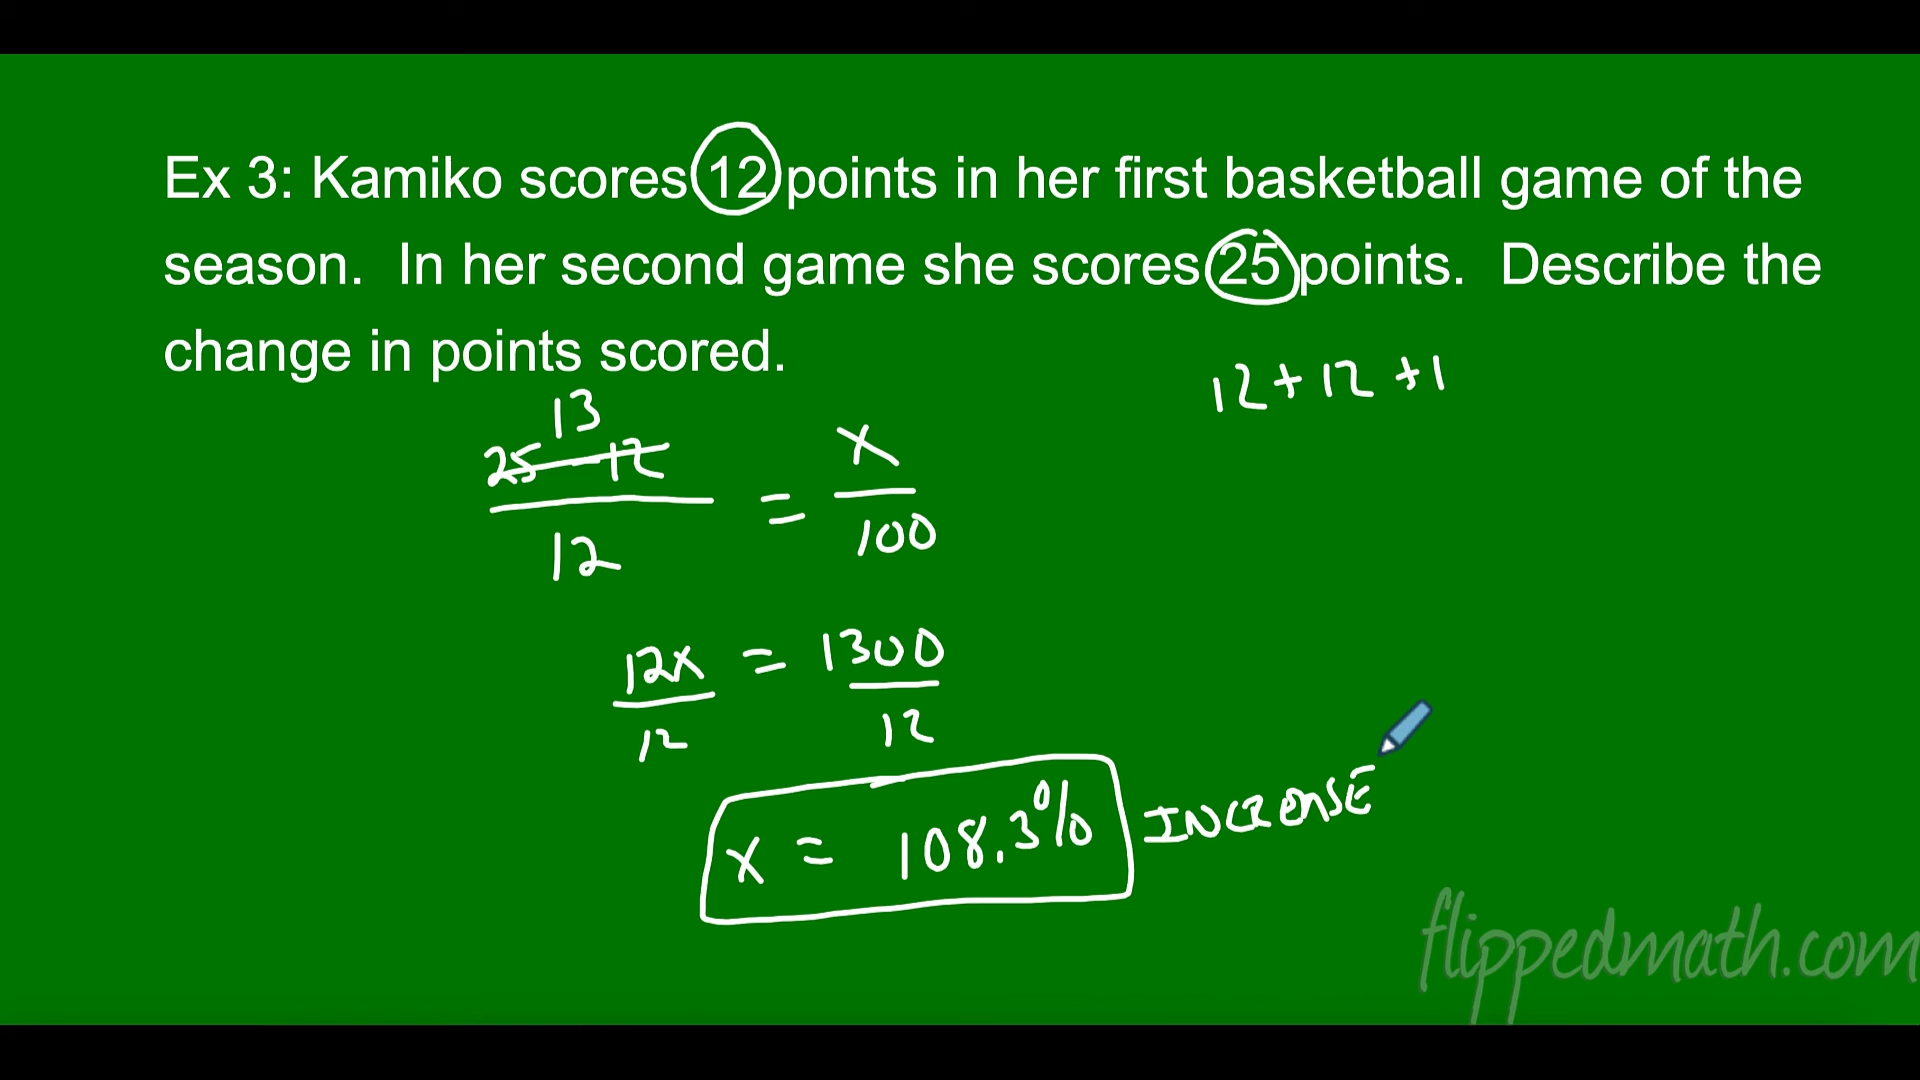 Ex 3: Kamiko scores 12 points in her first basketball game of the
season. In her second game she scores 25 points. Describe the
change in points scored.
12 + 12 + 1
13
25 - 12
12
=
x
100
12x = 1300
12 12
x = 108.3% INCREASE
flippedmath.com